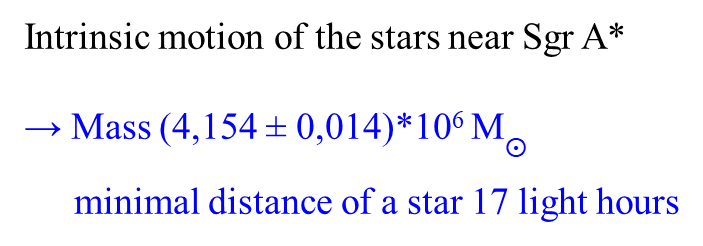 Intrinsic motion of the stars near Sgr A*
→ Mass (4,154 ± 0,014)*10⁶ M☉
minimal distance of a star 17 light hours